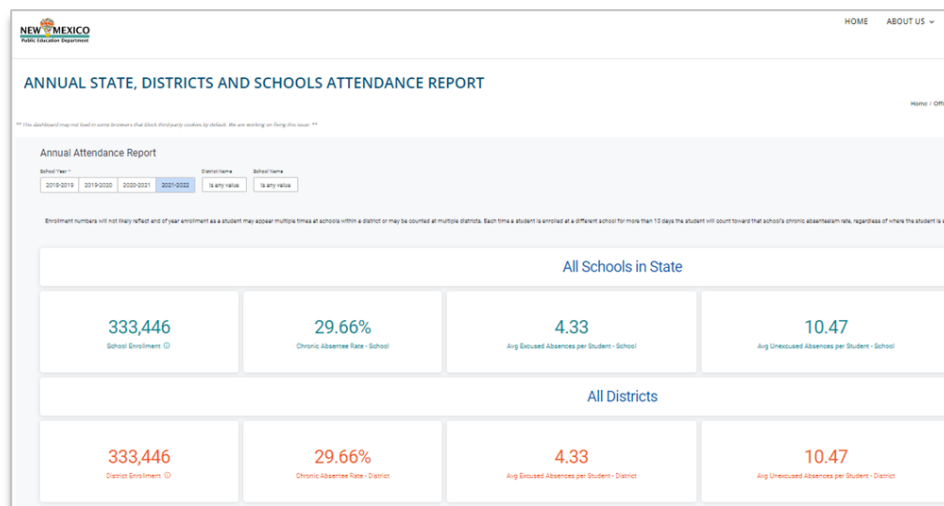 NEW MEXICO
Public Education Department
HOME ABOUT US
ANNUAL STATE, DISTRICTS AND SCHOOLS ATTENDANCE REPORT
Home / Offi
** This dashboard may not load in some browsers that block third-party cookies by default. We are working on fixing this issue. **
Annual Attendance Report
School Year * District Name School Name
2018-2019 2019-2020 2020-2021 2021-2022 is any value is any value
Enrollment numbers will not likely reflect end of year enrollment as a student may appear multiple times at schools within a district or may be counted at multiple districts. Each time a student is enrolled at a different school for more than 10 days the student will count toward that school's chronic absenteeism rate, regardless of where the student is e
All Schools in State
333,446 29.66% 4.33 10.47
School Enrollment Chronic Absentee Rate - School Avg Excused Absences per Student - School Avg Unexcused Absences per Student - School
All Districts
333,446 29.66% 4.33 10.47
District Enrollment Chronic Absentee Rate - District Avg Excused Absences per Student - District Avg Unexcused Absences per Student - District